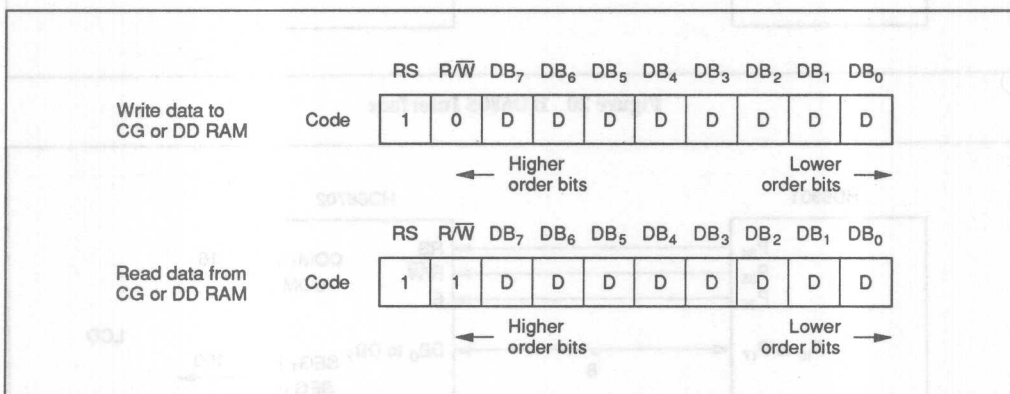 RS R/W̅ DB₇ DB₆ DB₅ DB₄ DB₃ DB₂ DB₁ DB₀
Write data to
CG or DD RAM
Code 1 0 D D D D D D D D
Higher
order bits
Lower
order bits
RS R/W̅ DB₇ DB₆ DB₅ DB₄ DB₃ DB₂ DB₁ DB₀
Read data from
CG or DD RAM
Code 1 1 D D D D D D D D
Higher
order bits
Lower
order bits